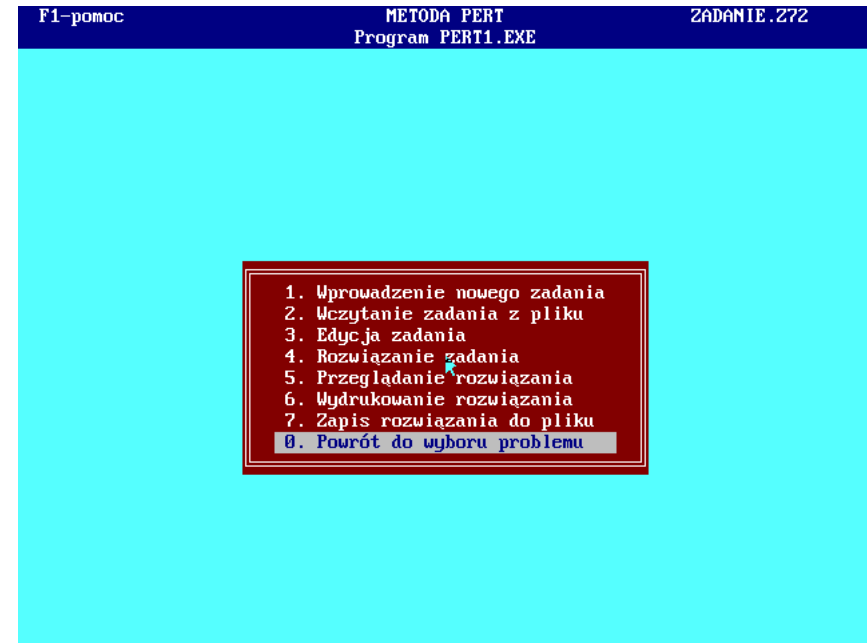 F1-pomoc METODA PERT ZADANIE.Z72
Program PERT1.EXE
1. Wprowadzenie nowego zadania
2. Wczytanie zadania z pliku
3. Edycja zadania
4. Rozwiązanie zadania
5. Przeglądanie rozwiązania
6. Wydrukowanie rozwiązania
7. Zapis rozwiązania do pliku
0. Powrót do wyboru problemu